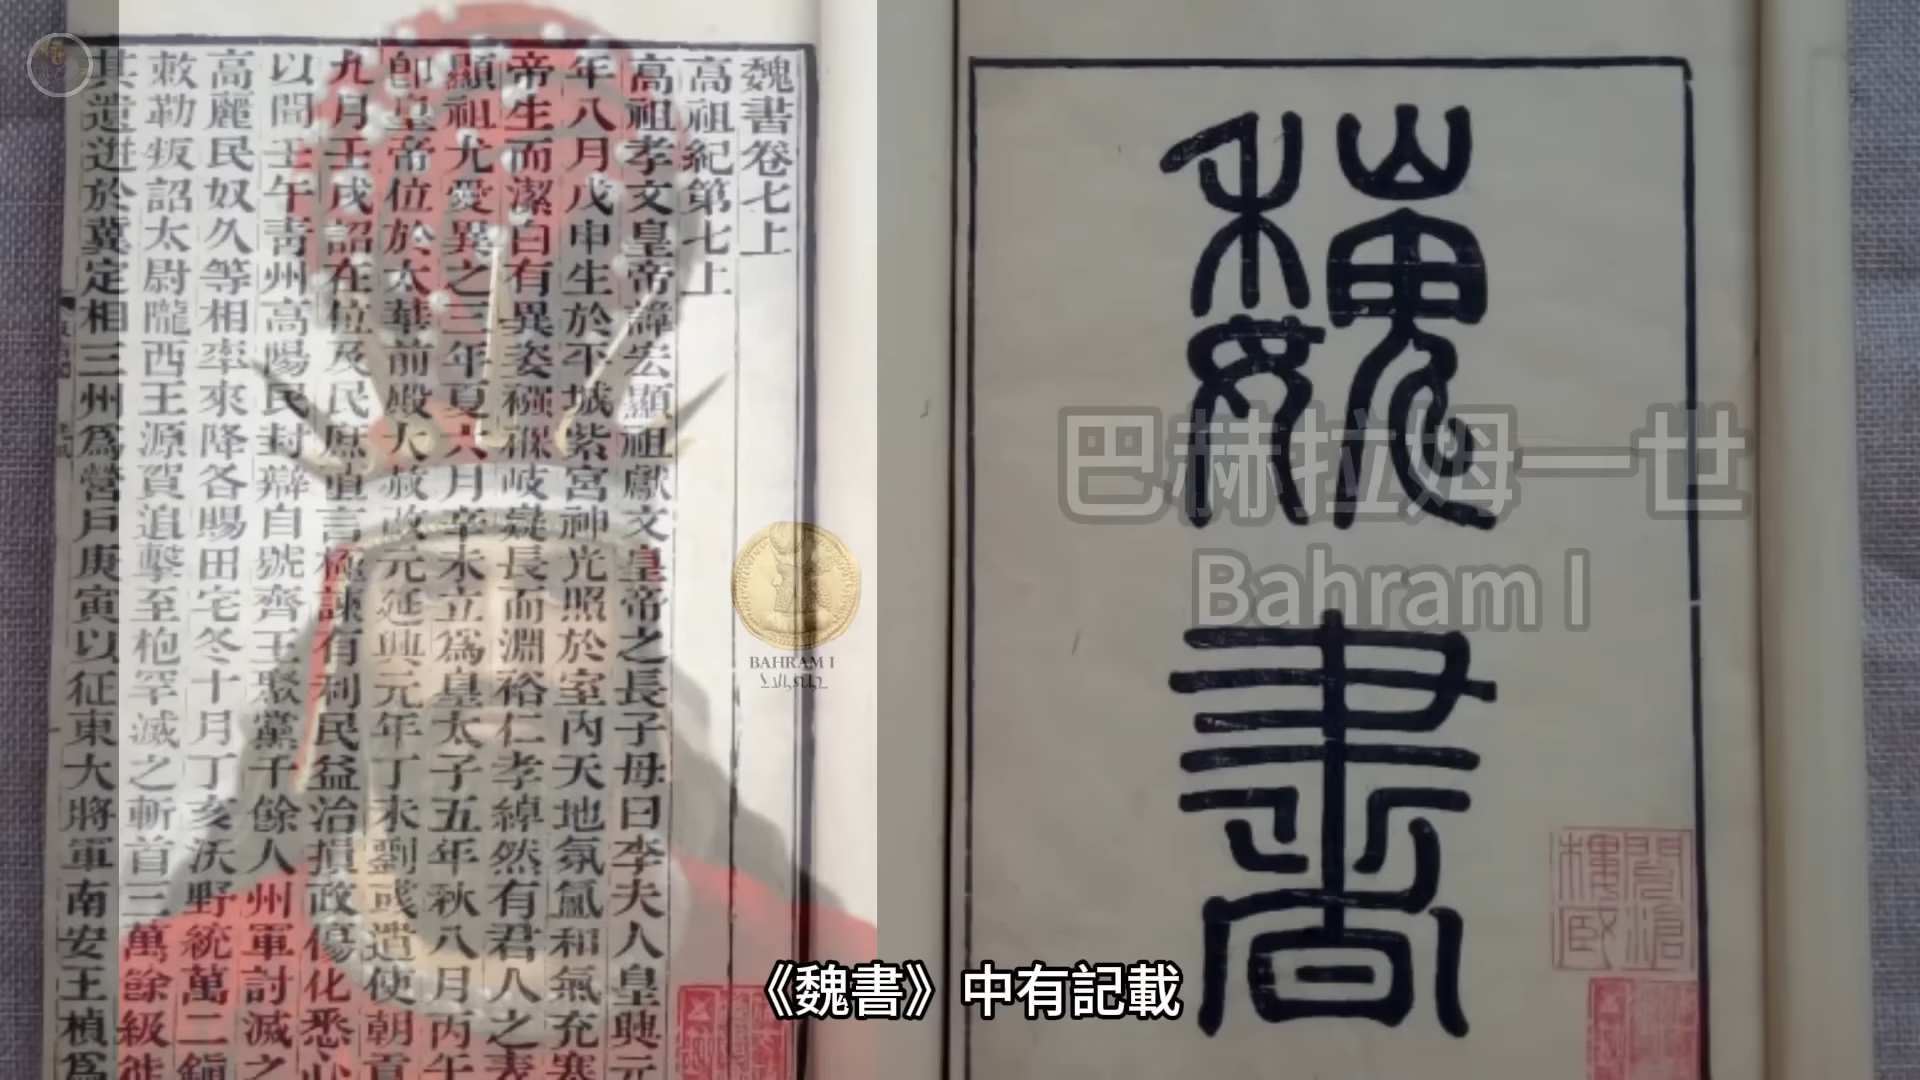 魏書卷七上
高祖紀第七上
高祖孝文皇帝諱宏顯祖獻文皇帝之長子母曰李夫人皇興元
年八月戊申生於平城紫宮神光照於室內天地氛氳和氣充塞
帝生而潔白有異姿襁褓岐嶷長而淵裕仁孝綽然有君人之表
顯祖尤愛異之三年夏六月辛未立爲皇太子五年秋八月丙午
卽皇帝位於太華前殿大赦改元延興元年丁未劉彧遣使朝貢
九月壬戌詔在位及民庶直言極諫有利民益治損政傷化悉心
以聞壬午青州高陽民封辯自號齊王聚黨千餘人州軍討滅之
高麗民奴久等相率來降各賜田宅冬十月丁亥沃野統萬二鎭
敕勒叛詔太尉隴西王源賀追擊至枹罕滅之斬首三萬餘級徙
其遺迸於冀定相三州爲營戶庚寅以征東大將軍南安王楨爲
魏書
巴赫拉姆一世
Bahram I
BAHRAM I
《魏書》中有記載